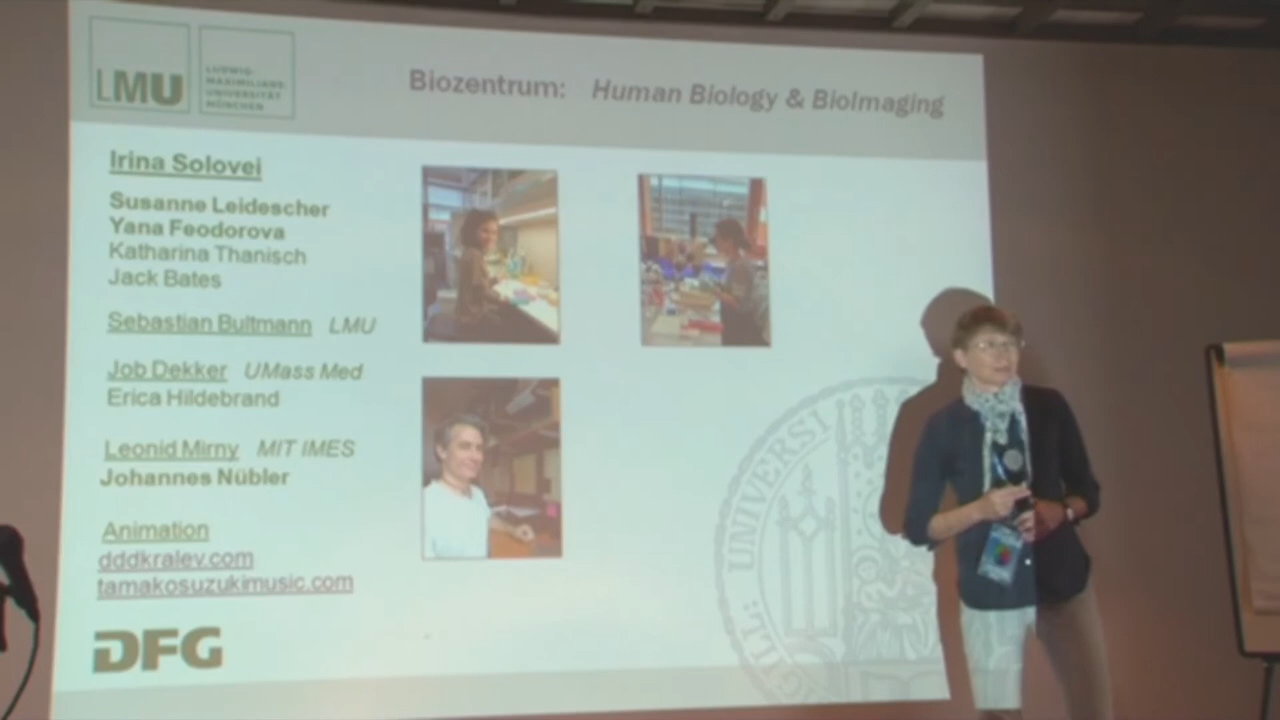 LMU
LUDWIG-
MAXIMILIANS-
UNIVERSITÄT
MÜNCHEN
Biozentrum: Human Biology & BioImaging
Irina Solovei
Susanne Leidescher
Yana Feodorova
Katharina Thanisch
Jack Bates
Sebastian Bultmann LMU
Job Dekker UMass Med
Erica Hildebrand
Leonid Mirny MIT IMES
Johannes Nübler
Animation
dddkralev.com
tamakosuzukimusic.com
DFG
SIGILL: UNIVERSI